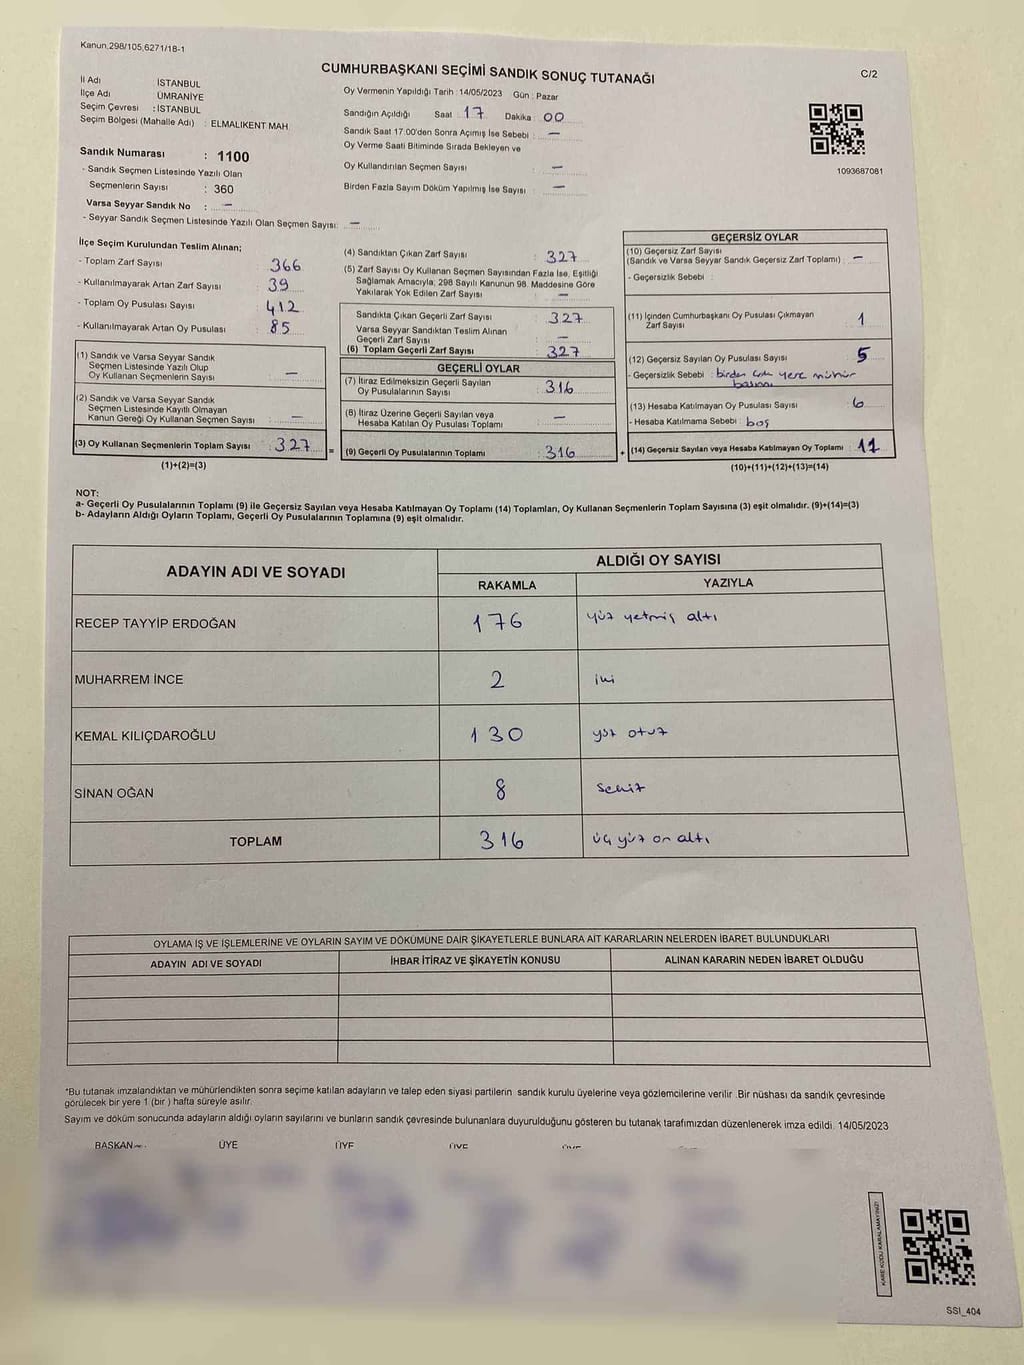 Kanun.298/105,6271/18-1
CUMHURBAŞKANI SEÇİMİ SANDIK SONUÇ TUTANAĞI
C/2
İl Adı İSTANBUL
İlçe Adı ÜMRANİYE
Seçim Çevresi : İSTANBUL
Seçim Bölgesi (Mahalle Adı) : ELMALIKENT MAH.
Oy Vermenin Yapıldığı Tarih : 14/05/2023 Gün : Pazar
Sandığın Açıldığı Saat 17 Dakika : 00
Sandık Saat 17:00'den Sonra Açılmış İse Sebebi : —
Oy Verme Saati Bitiminde Sırada Bekleyen ve
Oy Kullandırılan Seçmen Sayısı : —
Birden Fazla Sayım Döküm Yapılmış İse Sayısı : —
1093687081
Sandık Numarası : 1100
- Sandık Seçmen Listesinde Yazılı Olan
Seçmenlerin Sayısı : 360
Varsa Seyyar Sandık No : —
- Seyyar Sandık Seçmen Listesinde Yazılı Olan Seçmen Sayısı: —
İlçe Seçim Kurulundan Teslim Alınan;
- Toplam Zarf Sayısı : 366
- Kullanılmayarak Artan Zarf Sayısı : 39
- Toplam Oy Pusulası Sayısı : 412
- Kullanılmayarak Artan Oy Pusulası : 85
(1) Sandık ve Varsa Seyyar Sandık
Seçmen Listesinde Yazılı Olup
Oy Kullanan Seçmenlerin Sayısı : —
(2) Sandık ve Varsa Seyyar Sandık
Seçmen Listesinde Kayıtlı Olmayan
Kanun Gereği Oy Kullanan Seçmen Sayısı : —
(3) Oy Kullanan Seçmenlerin Toplam Sayısı : 327
(1)+(2)=(3)
(4) Sandıktan Çıkan Zarf Sayısı : 327
(5) Zarf Sayısı Oy Kullanan Seçmen Sayısından Fazla İse, Eşitliği
Sağlamak Amacıyla; 298 Sayılı Kanunun 98. Maddesine Göre
Yakılarak Yok Edilen Zarf Sayısı : —
Sandıkta Çıkan Geçerli Zarf Sayısı : 327
Varsa Seyyar Sandıktan Teslim Alınan
Geçerli Zarf Sayısı : —
(6) Toplam Geçerli Zarf Sayısı : 327
GEÇERLİ OYLAR
(7) İtiraz Edilmeksizin Geçerli Sayılan
Oy Pusulalarının Sayısı : 316
(8) İtiraz Üzerine Geçerli Sayılan veya
Hesaba Katılan Oy Pusulası Toplamı : —
= (9) Geçerli Oy Pusulalarının Toplamı : 316
GEÇERSİZ OYLAR
(10) Geçersiz Zarf Sayısı
(Sandık ve Varsa Seyyar Sandık Geçersiz Zarf Toplamı) : —
- Geçersizlik Sebebi :
(11) İçinden Cumhurbaşkanı Oy Pusulası Çıkmayan
Zarf Sayısı : 1
(12) Geçersiz Sayılan Oy Pusulası Sayısı : 5
- Geçersizlik Sebebi : birden çok yere mühür
basımı
(13) Hesaba Katılmayan Oy Pusulası Sayısı : 6
- Hesaba Katılmama Sebebi : boş
+ (14) Geçersiz Sayılan veya Hesaba Katılmayan Oy Toplamı : 11
(10)+(11)+(12)+(13)=(14)
NOT:
a- Geçerli Oy Pusulalarının Toplamı (9) ile Geçersiz Sayılan veya Hesaba Katılmayan Oy Toplamı (14) Toplamları, Oy Kullanan Seçmenlerin Toplam Sayısına (3) eşit olmalıdır. (9)+(14)=(3)
b- Adayların Aldığı Oyların Toplamı, Geçerli Oy Pusulalarının Toplamına (9) eşit olmalıdır.
ADAYIN ADI VE SOYADI
ALDIĞI OY SAYISI
RAKAMLA YAZIYLA
RECEP TAYYİP ERDOĞAN 176 yüz yetmiş altı
MUHARREM İNCE 2 iki
KEMAL KILIÇDAROĞLU 130 yüz otuz
SİNAN OĞAN 8 sekiz
TOPLAM 316 üç yüz on altı
OYLAMA İŞ VE İŞLEMLERİNE VE OYLARIN SAYIM VE DÖKÜMÜNE DAİR ŞİKAYETLERLE BUNLARA AİT KARARLARIN NELERDEN İBARET BULUNDUKLARI
ADAYIN ADI VE SOYADI İHBAR İTİRAZ VE ŞİKAYETİN KONUSU ALINAN KARARIN NEDEN İBARET OLDUĞU
*Bu tutanak imzalandıktan ve mühürlendikten sonra seçime katılan adayların ve talep eden siyasi partilerin sandık kurulu üyelerine veya gözlemcilerine verilir .Bir nüshası da sandık çevresinde
görülecek bir yere 1 (bir ) hafta süreyle asılır.
Sayım ve döküm sonucunda adayların aldığı oyların sayılarını ve bunların sandık çevresinde bulunanlara duyurulduğunu gösteren bu tutanak tarafımızdan düzenlenerek imza edildi. 14/05/2023
BAŞKAN ÜYE ÜYE ÜYE
KARE KODU KARALAMAYINIZ!
SSI_404